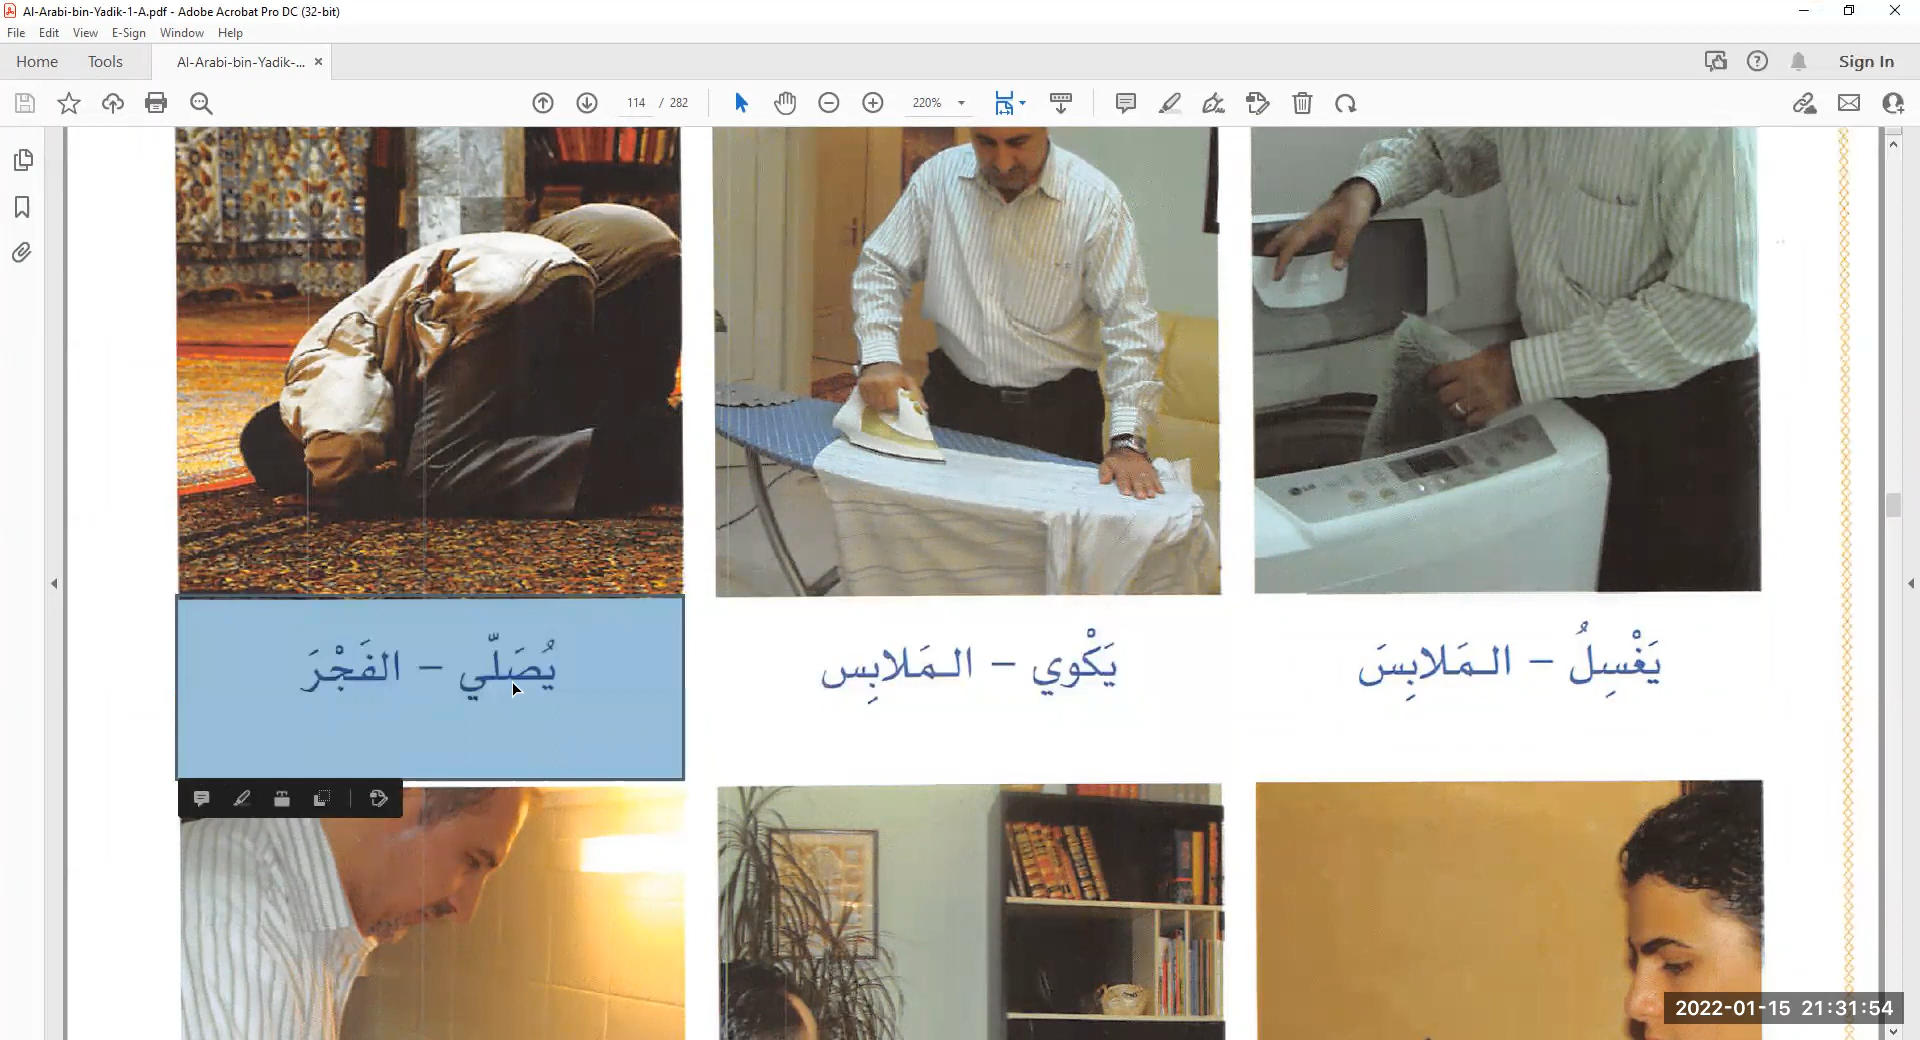 Al-Arabi-bin-Yadik-1-A.pdf - Adobe Acrobat Pro DC (32-bit)
File Edit View E-Sign Window Help
Home Tools Al-Arabi-bin-Yadik-... × Sign In
114 / 282 220%
يَغْسِلُ – الـمَلابِسَ
يَكْوي – الـمَلابِس
يُصَلّي – الفَجْرَ
2022-01-15 21:31:54